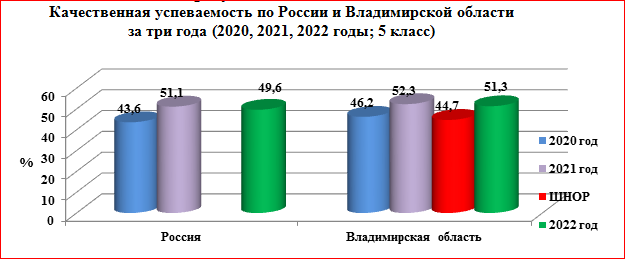 Качественная успеваемость по России и Владимирской области
за три года (2020, 2021, 2022 годы; 5 класс)
60
50
40
30
20
10
0
%
43,6
51,1
49,6
46,2
52,3
44,7
51,3
Россия
Владимирская область
2020 год
2021 год
ШНОР
2022 год